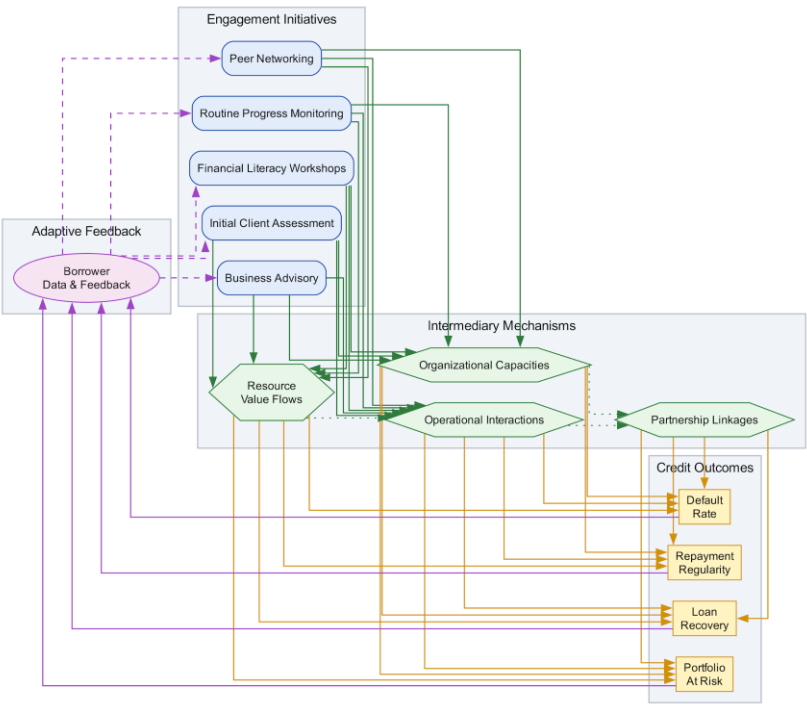 Engagement Initiatives
Peer Networking
Routine Progress Monitoring
Financial Literacy Workshops
Initial Client Assessment
Business Advisory
Adaptive Feedback
Borrower
Data & Feedback
Intermediary Mechanisms
Organizational Capacities
Resource
Value Flows
Operational Interactions
Partnership Linkages
Credit Outcomes
Default
Rate
Repayment
Regularity
Loan
Recovery
Portfolio
At Risk